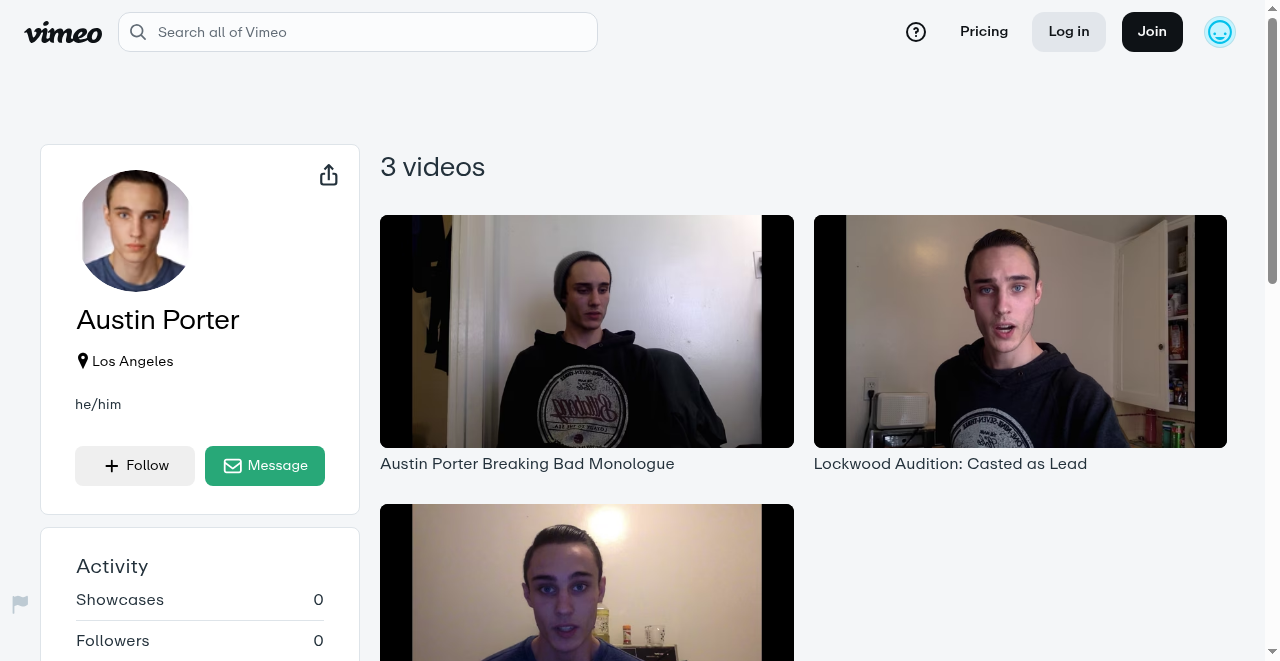 vimeo
Search all of Vimeo
Pricing
Log in
Join
Austin Porter
Los Angeles
he/him
Follow
Message
Activity
Showcases 0
Followers 0
3 videos
Billabong
Austin Porter Breaking Bad Monologue
Lockwood Audition: Casted as Lead